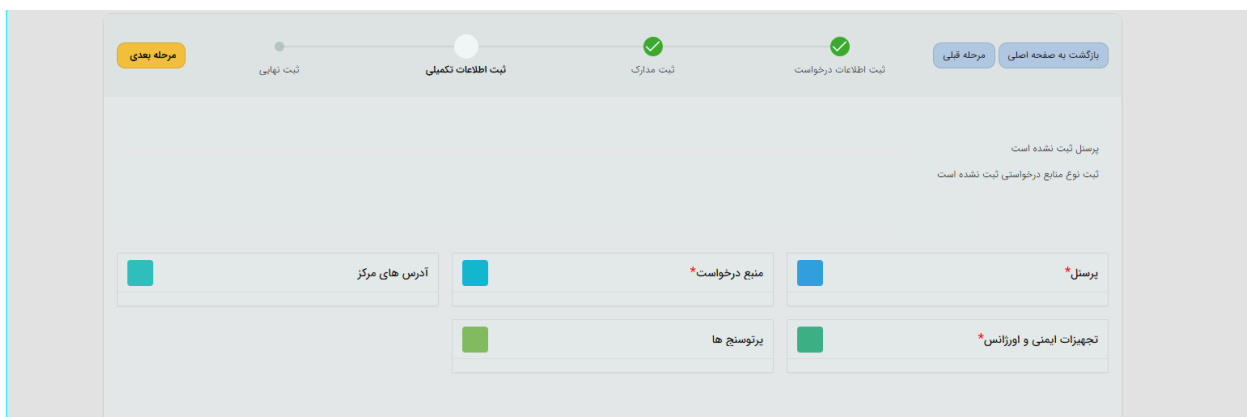 بازگشت به صفحه اصلی
مرحله قبلی
ثبت اطلاعات درخواست
ثبت مدارک
ثبت اطلاعات تکمیلی
ثبت نهایی
مرحله بعدی
پرسنل ثبت نشده است
ثبت نوع منابع درخواستی ثبت نشده است
پرسنل*
منبع درخواست*
آدرس های مرکز
تجهیزات ایمنی و اورژانس*
پرتوسنج ها